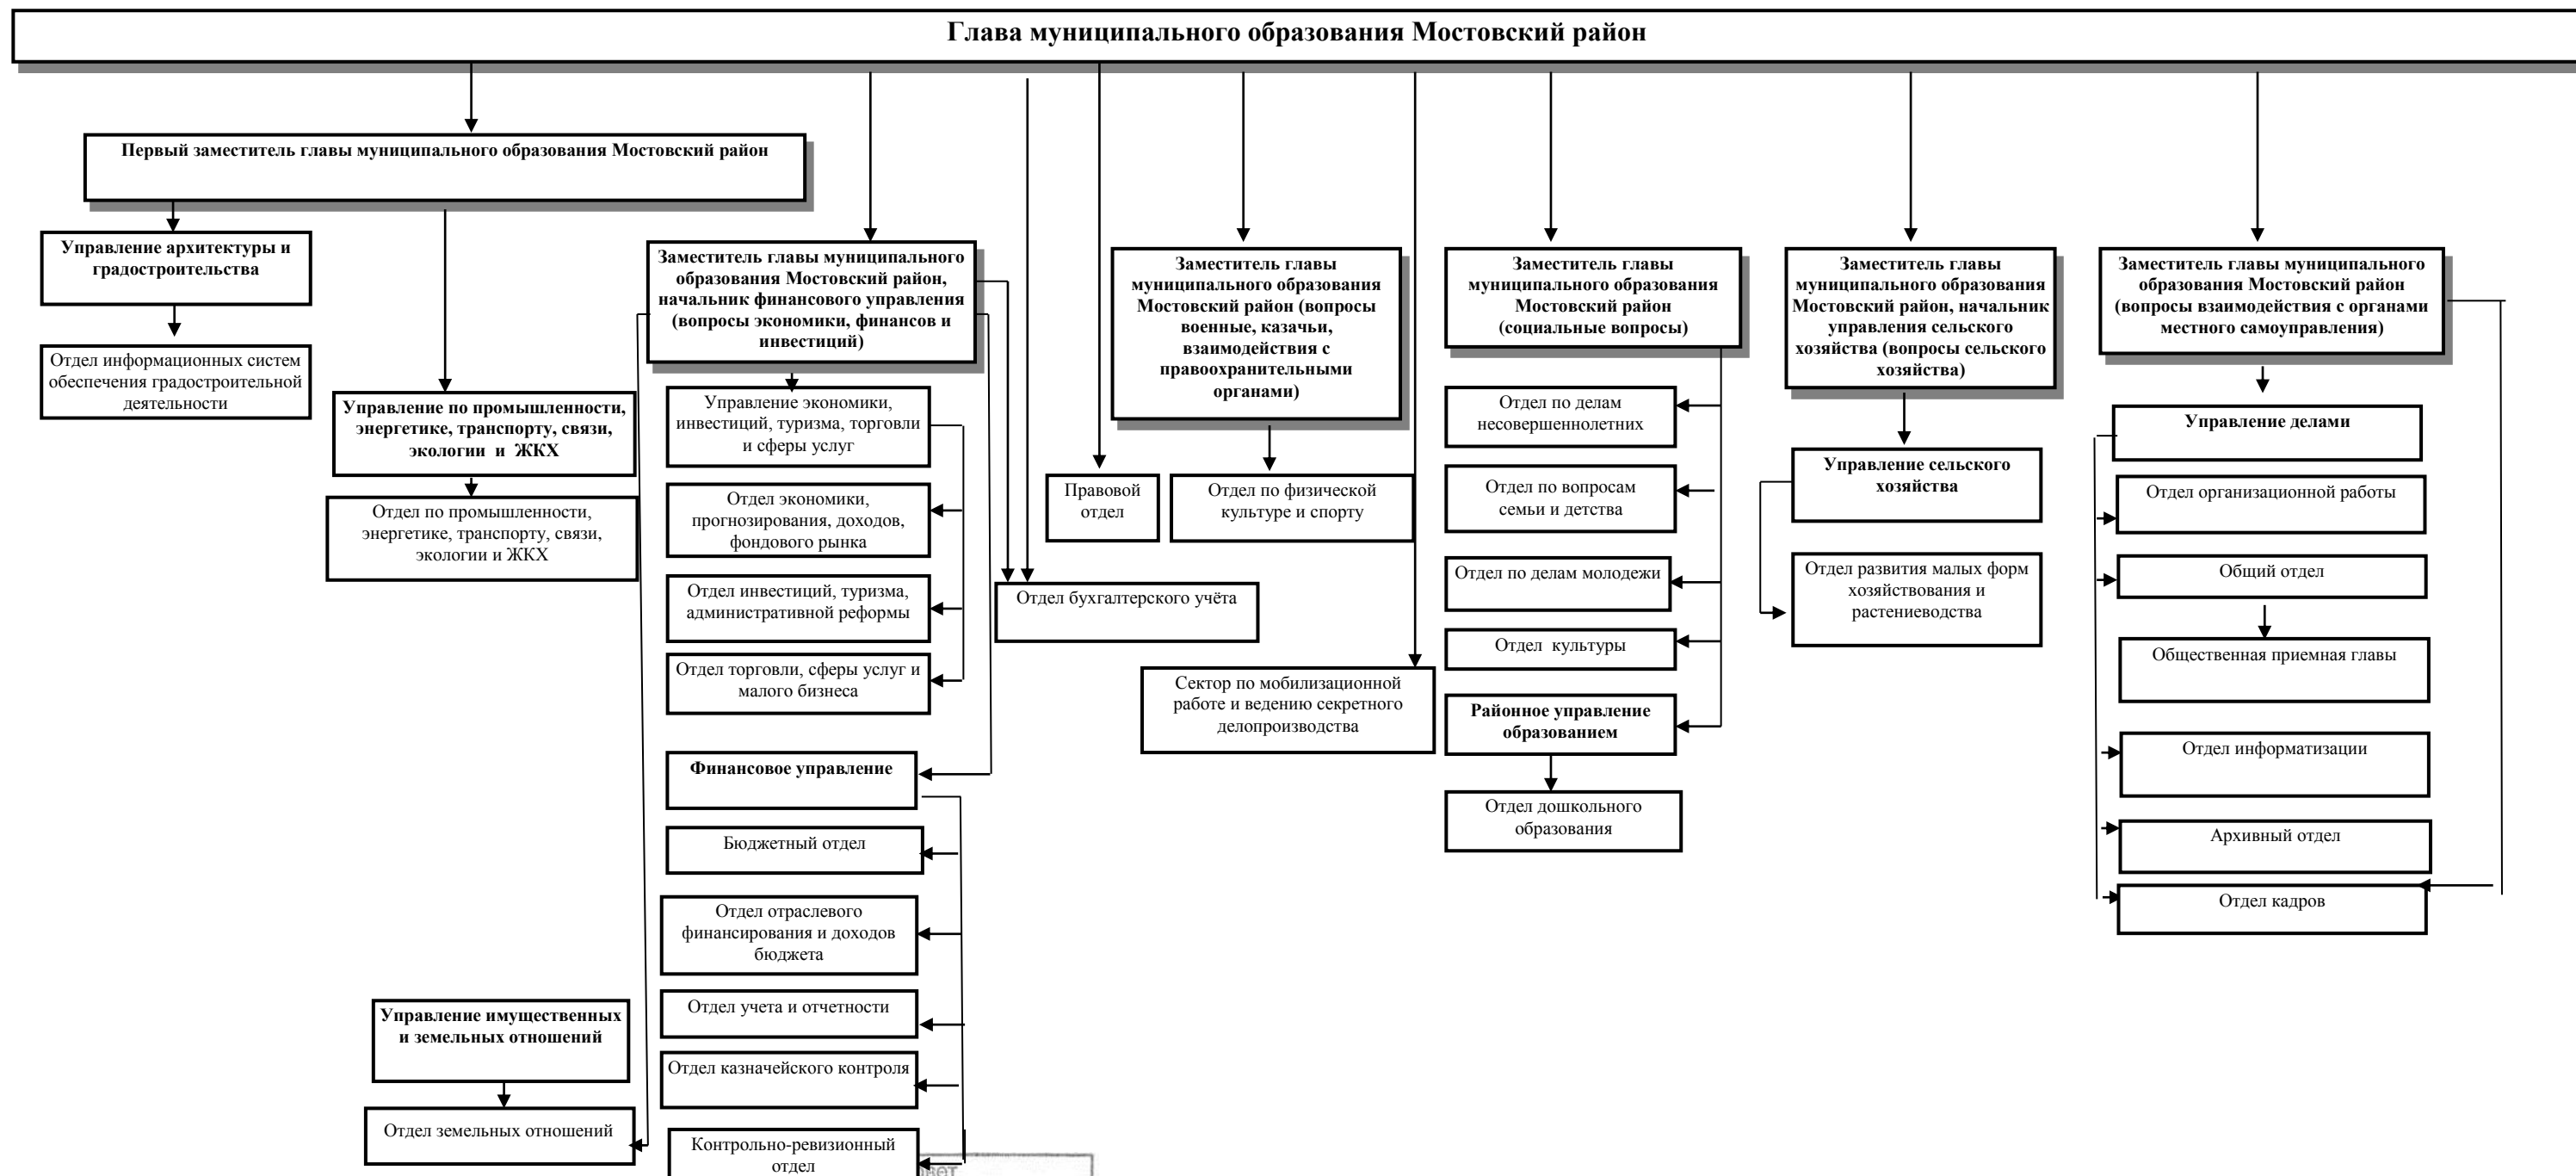 Глава муниципального образования Мостовский район
Первый заместитель главы муниципального образования Мостовский район
Управление архитектуры и
градостроительства
Отдел информационных систем
обеспечения градостроительной
деятельности
Управление по промышленности,
энергетике, транспорту, связи,
экологии и ЖКХ
Отдел по промышленности,
энергетике, транспорту, связи,
экологии и ЖКХ
Управление имущественных
и земельных отношений
Отдел земельных отношений
Заместитель главы муниципального
образования Мостовский район,
начальник финансового управления
(вопросы экономики, финансов и
инвестиций)
Управление экономики,
инвестиций, туризма, торговли
и сферы услуг
Отдел экономики,
прогнозирования, доходов,
фондового рынка
Отдел инвестиций, туризма,
административной реформы
Отдел торговли, сферы услуг и
малого бизнеса
Финансовое управление
Бюджетный отдел
Отдел отраслевого
финансирования и доходов
бюджета
Отдел учета и отчетности
Отдел казначейского контроля
Контрольно-ревизионный
отдел
Отдел бухгалтерского учёта
Правовой
отдел
Заместитель главы
муниципального образования
Мостовский район (вопросы
военные, казачьи,
взаимодействия с
правоохранительными
органами)
Отдел по физической
культуре и спорту
Сектор по мобилизационной
работе и ведению секретного
делопроизводства
Заместитель главы
муниципального образования
Мостовский район
(социальные вопросы)
Отдел по делам
несовершеннолетних
Отдел по вопросам
семьи и детства
Отдел по делам молодежи
Отдел культуры
Районное управление
образованием
Отдел дошкольного
образования
Заместитель главы
муниципального образования
Мостовский район, начальник
управления сельского
хозяйства (вопросы сельского
хозяйства)
Управление сельского
хозяйства
Отдел развития малых форм
хозяйствования и
растениеводства
Заместитель главы муниципального
образования Мостовский район
(вопросы взаимодействия с органами
местного самоуправления)
Управление делами
Отдел организационной работы
Общий отдел
Общественная приемная главы
Отдел информатизации
Архивный отдел
Отдел кадров